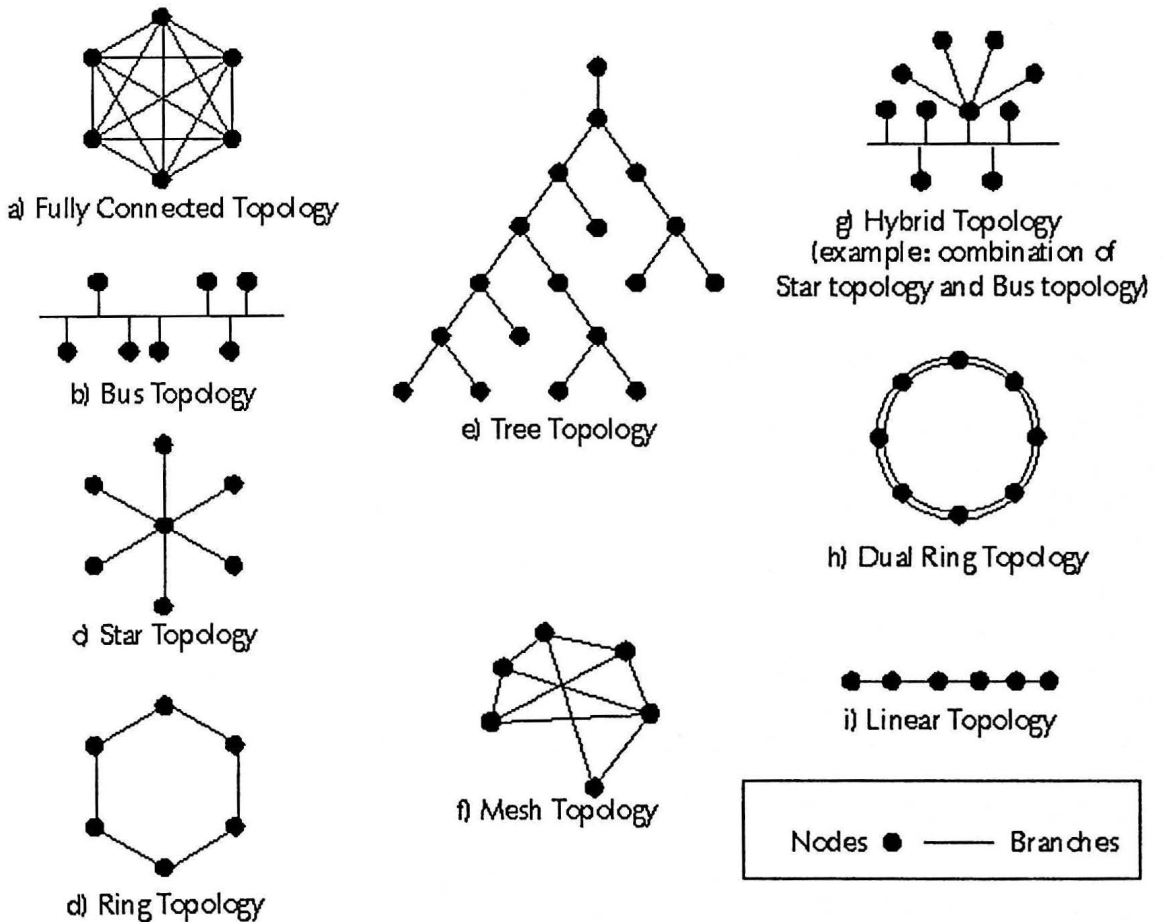 a) Fully Connected Topology
b) Bus Topology
c) Star Topology
d) Ring Topology
e) Tree Topology
f) Mesh Topology
g) Hybrid Topology
(example: combination of
Star topology and Bus topology)
h) Dual Ring Topology
i) Linear Topology
Nodes
Branches